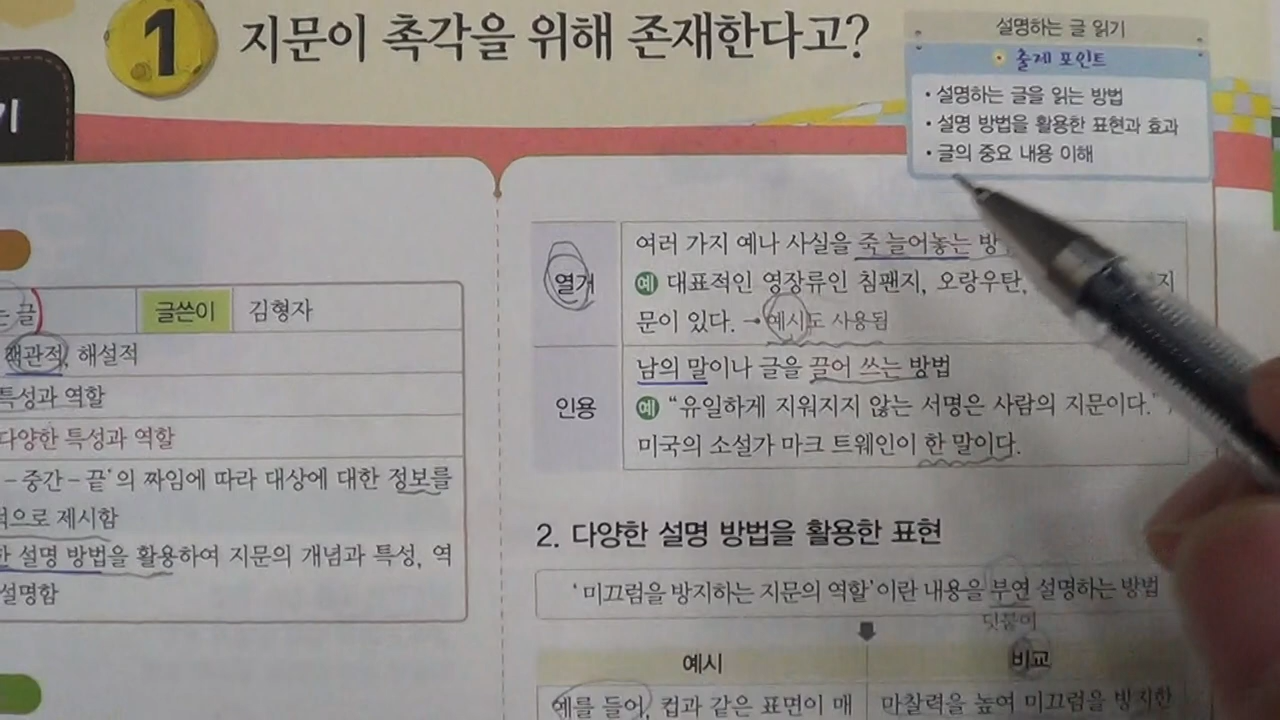 1 지문이 촉각을 위해 존재한다고?
설명하는 글 읽기
출제 포인트
• 설명하는 글을 읽는 방법
• 설명 방법을 활용한 표현과 효과
• 글의 중요 내용 이해
기
는 글
글쓴이
김형자
객관적, 해설적
특성과 역할
다양한 특성과 역할
- 중간 - 끝'의 짜임에 따라 대상에 대한 정보를
적으로 제시함
한 설명 방법을 활용하여 지문의 개념과 특성, 역
설명함
열거
여러 가지 예나 사실을 죽 늘어놓는
예 대표적인 영장류인 침팬지, 오랑우탄, 지
문이 있다. → 예시도 사용됨
인용
남의 말이나 글을 끌어 쓰는 방법
예 "유일하게 지워지지 않는 서명은 사람의 지문이다."
미국의 소설가 마크 트웨인이 한 말이다.
2. 다양한 설명 방법을 활용한 표현
'미끄럼을 방지하는 지문의 역할'이란 내용을 부연 설명하는 방법
덧붙여
예시
비교
예를 들어, 컵과 같은 표면이 매
마찰력을 높여 미끄럼을 방지한